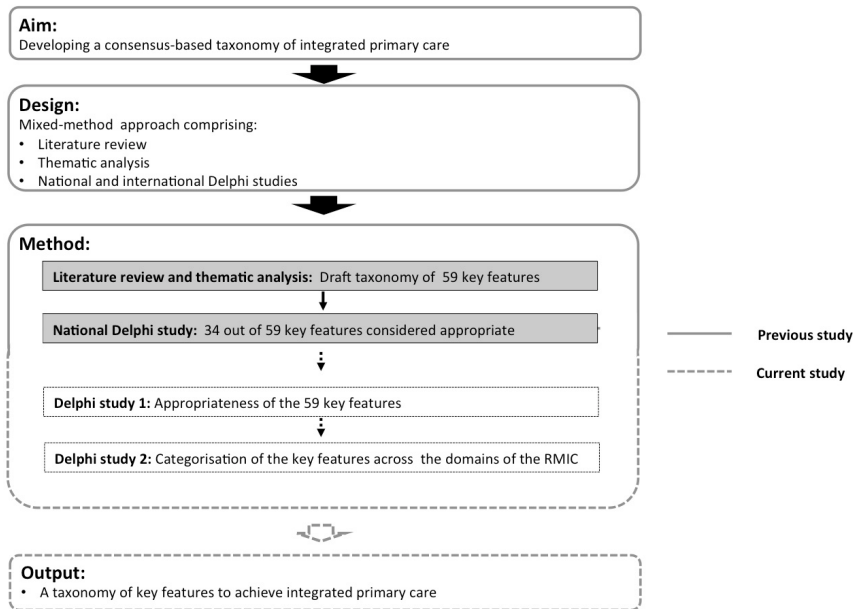 Aim:
Developing a consensus-based taxonomy of integrated primary care
Design:
Mixed-method approach comprising:
• Literature review
• Thematic analysis
• National and international Delphi studies
Method:
Literature review and thematic analysis: Draft taxonomy of 59 key features
National Delphi study: 34 out of 59 key features considered appropriate
Delphi study 1: Appropriateness of the 59 key features
Delphi study 2: Categorisation of the key features across the domains of the RMIC
Previous study
Current study
Output:
• A taxonomy of key features to achieve integrated primary care